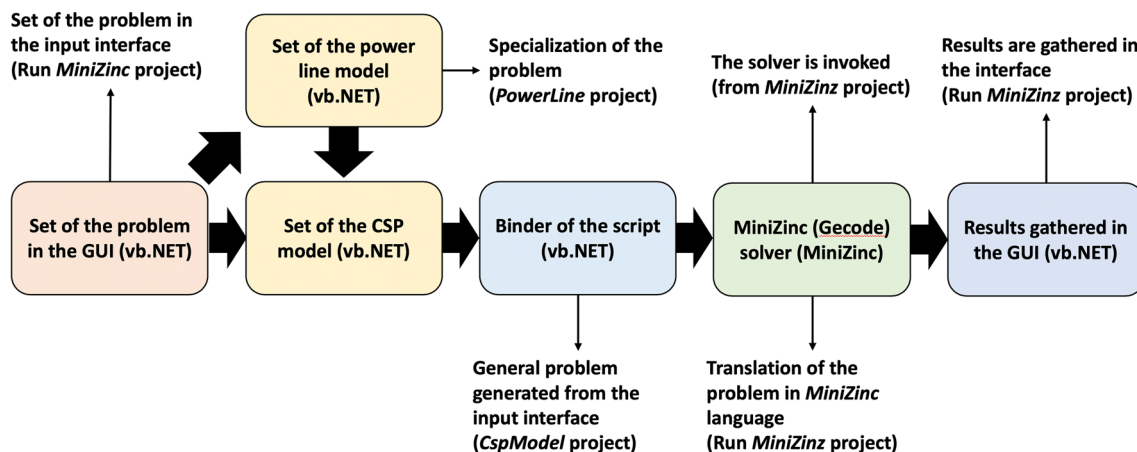 Set of the problem in
the input interface
(Run MiniZinc project)
Set of the power
line model
(vb.NET)
Specialization of the
problem
(PowerLine project)
The solver is invoked
(from MiniZinz project)
Results are gathered in
the interface
(Run MiniZinz project)
Set of the problem
in the GUI (vb.NET)
Set of the CSP
model (vb.NET)
Binder of the script
(vb.NET)
MiniZinc (Gecode)
solver (MiniZinc)
Results gathered in
the GUI (vb.NET)
General problem
generated from the
input interface
(CspModel project)
Translation of the
problem in MiniZinc
language
(Run MiniZinz project)